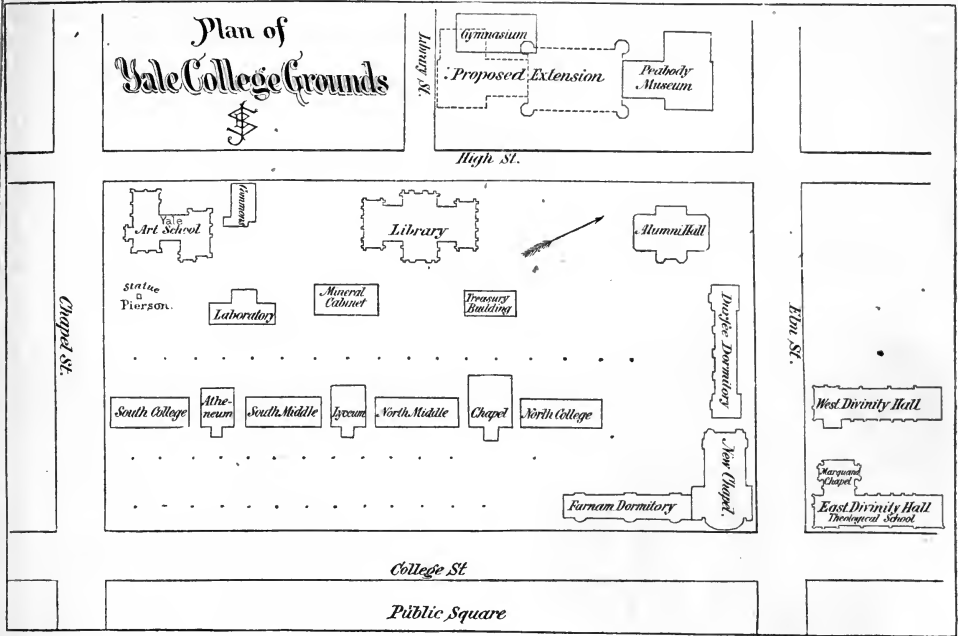 Plan of
Yale College Grounds
Library St.
Gymnasium
Proposed Extension
Peabody
Museum
High St.
Yale
Art School
Commons
Library
Alumni Hall
Statue
Pierson.
Laboratory
Mineral
Cabinet
Treasury
Building
Durfee Dormitory
Chapel St.
Elm St.
South College
Athe-
neum
South Middle
Lyceum
North Middle
Chapel
North College
West Divinity Hall
New Chapel.
Marquand
Chapel
Farnam Dormitory
East Divinity Hall
Theological School
College St
Public Square